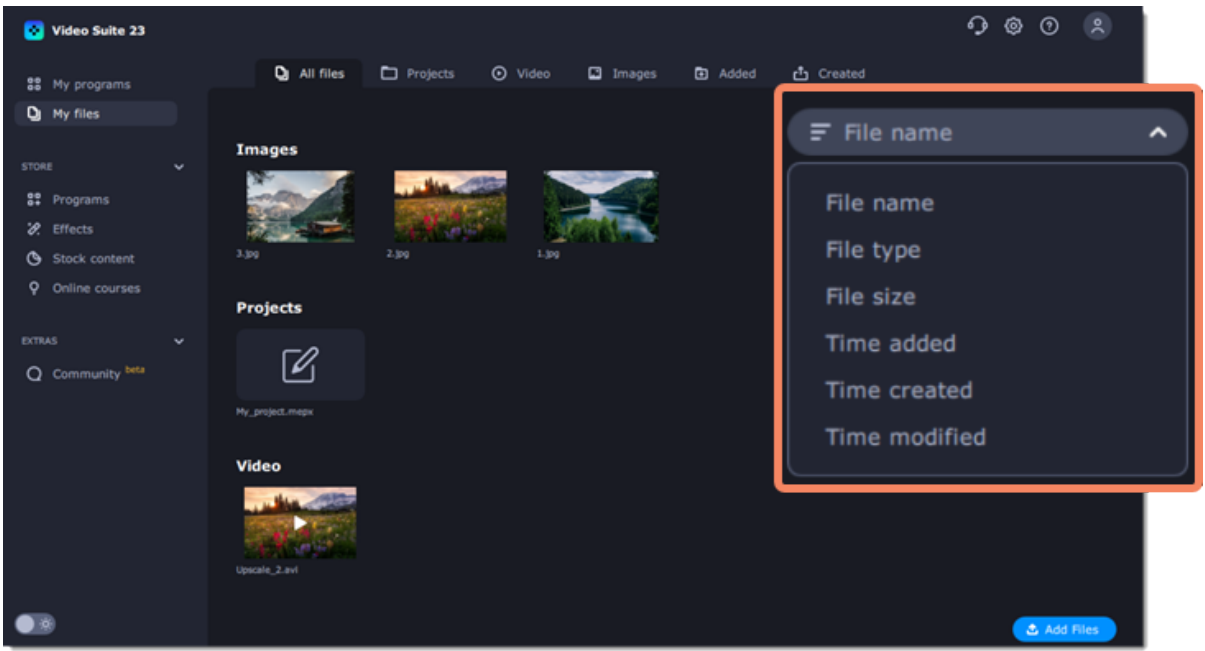 Video Suite 23
My programs
My files
STORE
Programs
Effects
Stock content
Online courses
EXTRAS
Community beta
All files Projects Video Images Added Created
Images
3.jpg 2.jpg 1.jpg
Projects
My_project.mepx
Video
Upscale_2.avi
File name
File name
File type
File size
Time added
Time created
Time modified
Add Files